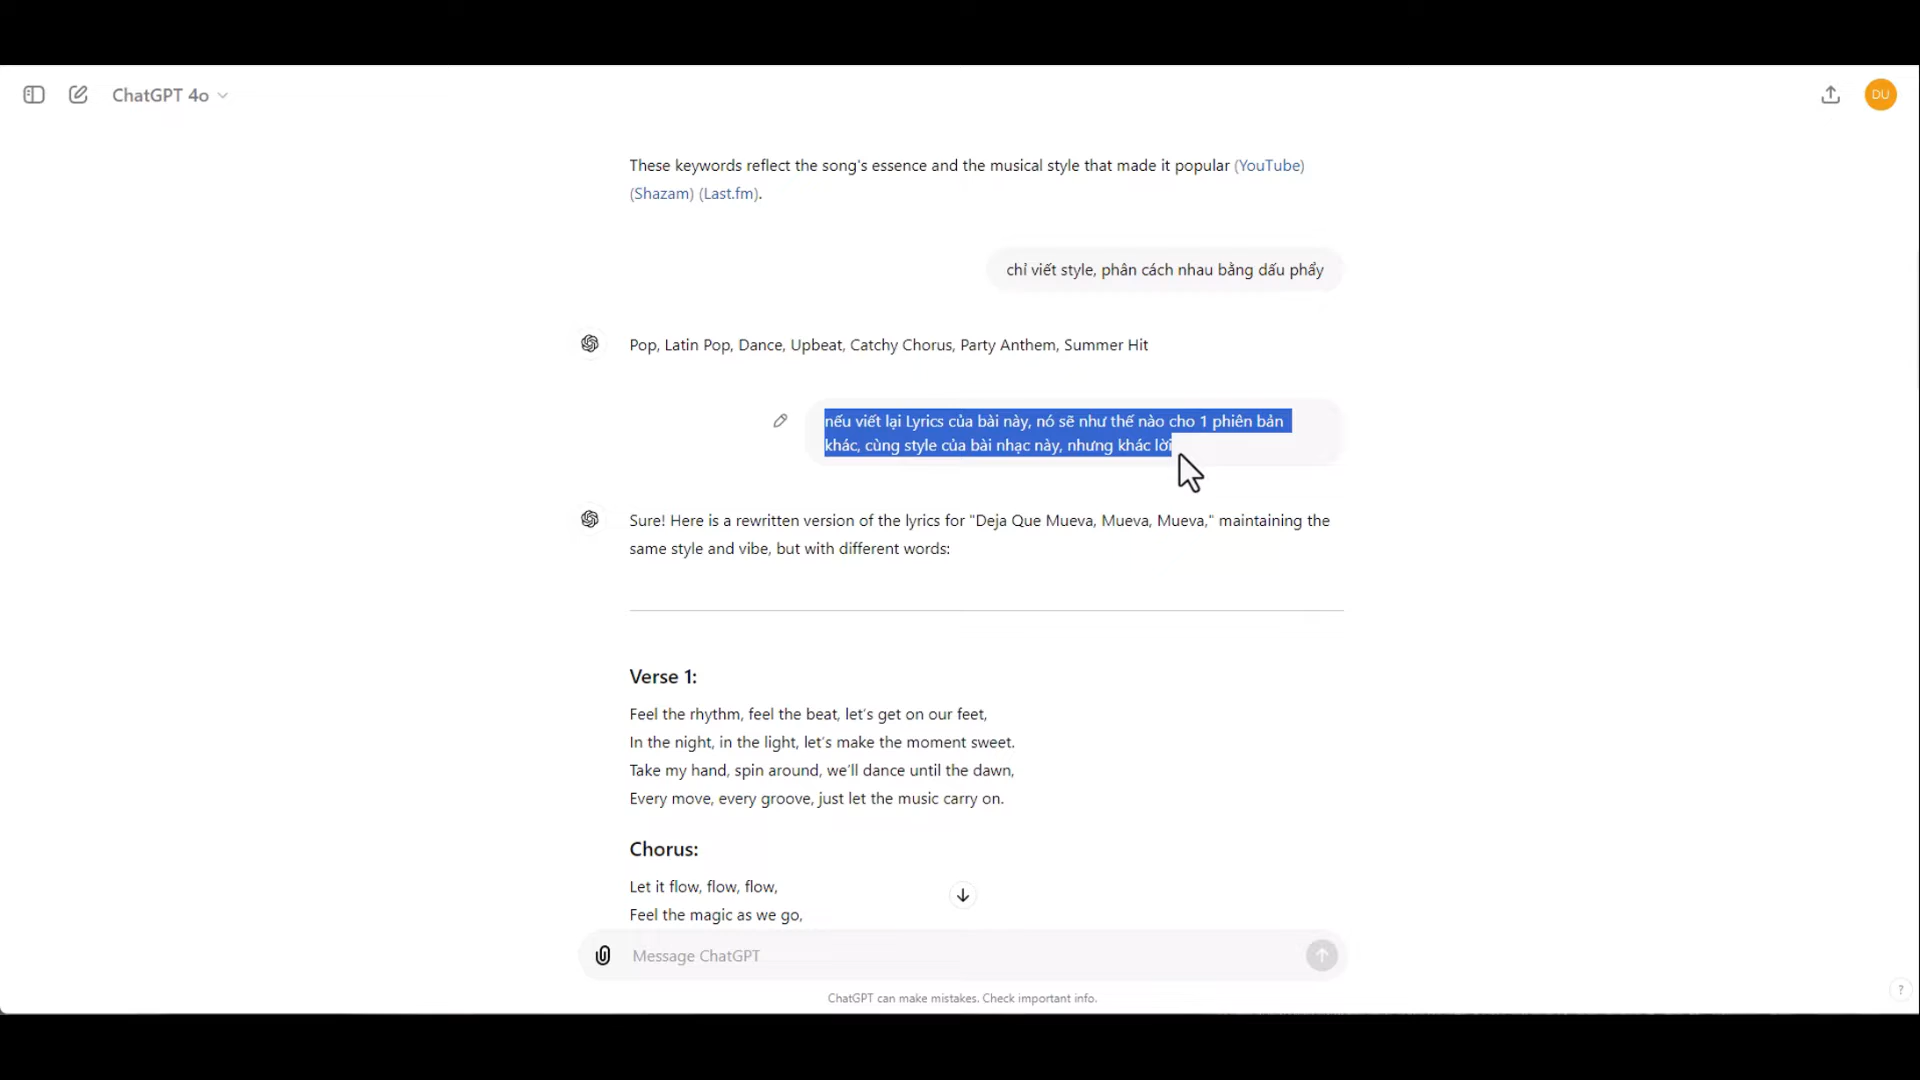 ChatGPT 4o
DU
These keywords reflect the song's essence and the musical style that made it popular (YouTube)
(Shazam) (Last.fm).
chỉ viết style, phân cách nhau bằng dấu phẩy
Pop, Latin Pop, Dance, Upbeat, Catchy Chorus, Party Anthem, Summer Hit
nếu viết lại Lyrics của bài này, nó sẽ như thế nào cho 1 phiên bản
khác, cùng style của bài nhạc này, nhưng khác lời
Sure! Here is a rewritten version of the lyrics for "Deja Que Mueva, Mueva, Mueva," maintaining the
same style and vibe, but with different words:
Verse 1:
Feel the rhythm, feel the beat, let's get on our feet,
In the night, in the light, let's make the moment sweet.
Take my hand, spin around, we'll dance until the dawn,
Every move, every groove, just let the music carry on.
Chorus:
Let it flow, flow, flow,
Feel the magic as we go,
Message ChatGPT
ChatGPT can make mistakes. Check important info.
?